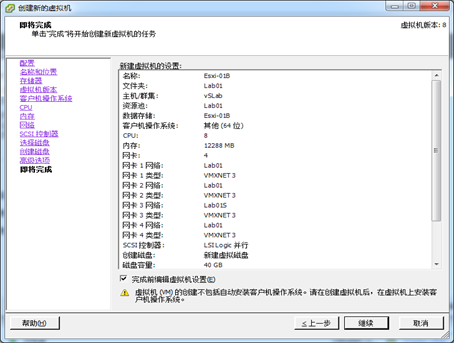 创建新的虚拟机
即将完成
单击"完成"将开始创建新虚拟机的任务
虚拟机版本: 8
配置
名称和位置
存储器
虚拟机版本
客户机操作系统
CPU
内存
网络
SCSI 控制器
选择磁盘
创建磁盘
高级选项
即将完成
新建虚拟机的设置:
名称: Esxi-01B
文件夹: Lab01
主机/群集: vSLab
资源池: Lab01
数据存储: Esxi-01B
客户机操作系统: 其他 (64 位)
CPU: 8
内存: 12288 MB
网卡: 4
网卡 1 网络: Lab01
网卡 1 类型: VMXNET 3
网卡 2 网络: Lab01
网卡 2 类型: VMXNET 3
网卡 3 网络: Lab01S
网卡 3 类型: VMXNET 3
网卡 4 网络: Lab01
网卡 4 类型: VMXNET 3
SCSI 控制器: LSI Logic 并行
创建磁盘: 新建虚拟磁盘
磁盘容量: 40 GB
完成前编辑虚拟机设置(E)
虚拟机 (VM) 的创建不包括自动安装客户机操作系统。请在创建虚拟机后，在虚拟机上安装客
户机操作系统。
帮助(H)
≤上一步
继续
取消